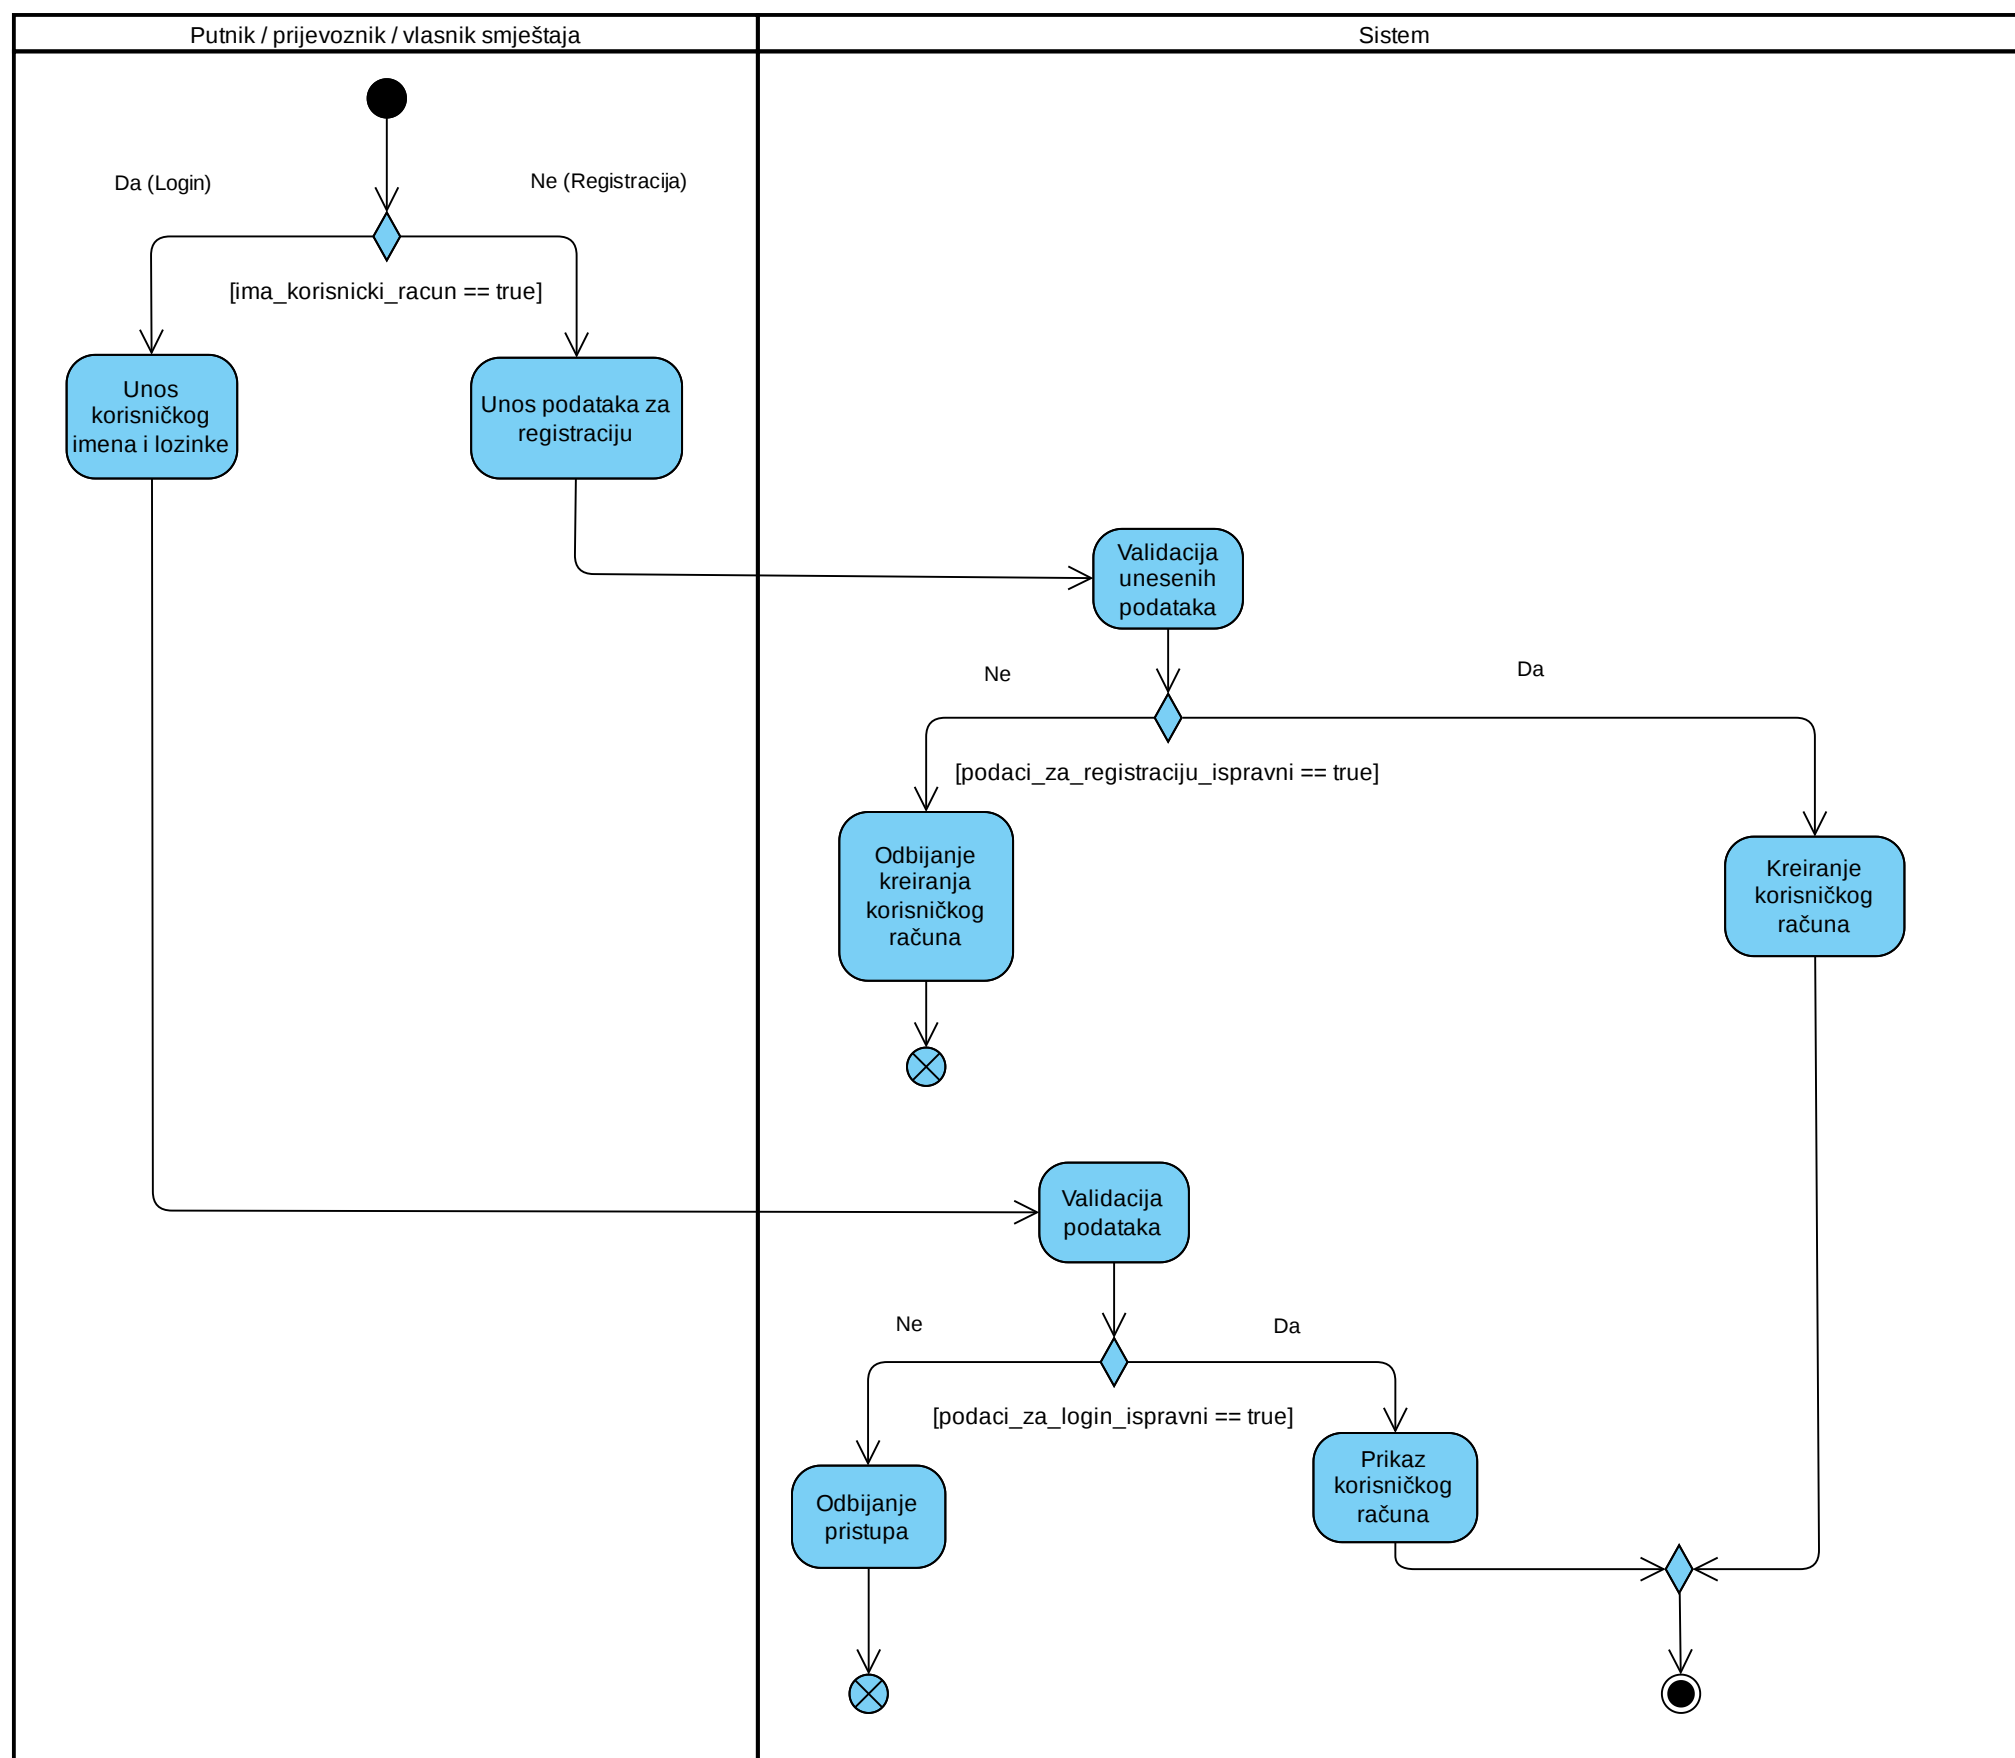 Putnik / prijevoznik / vlasnik smještaja
Sistem
Da (Login)
Ne (Registracija)
[ima_korisnicki_racun == true]
Unos
korisničkog
imena i lozinke
Unos podataka za
registraciju
Validacija
unesenih
podataka
Ne
Da
[podaci_za_registraciju_ispravni == true]
Odbijanje
kreiranja
korisničkog
računa
Kreiranje
korisničkog
računa
Validacija
podataka
Ne
Da
[podaci_za_login_ispravni == true]
Prikaz
korisničkog
računa
Odbijanje
pristupa